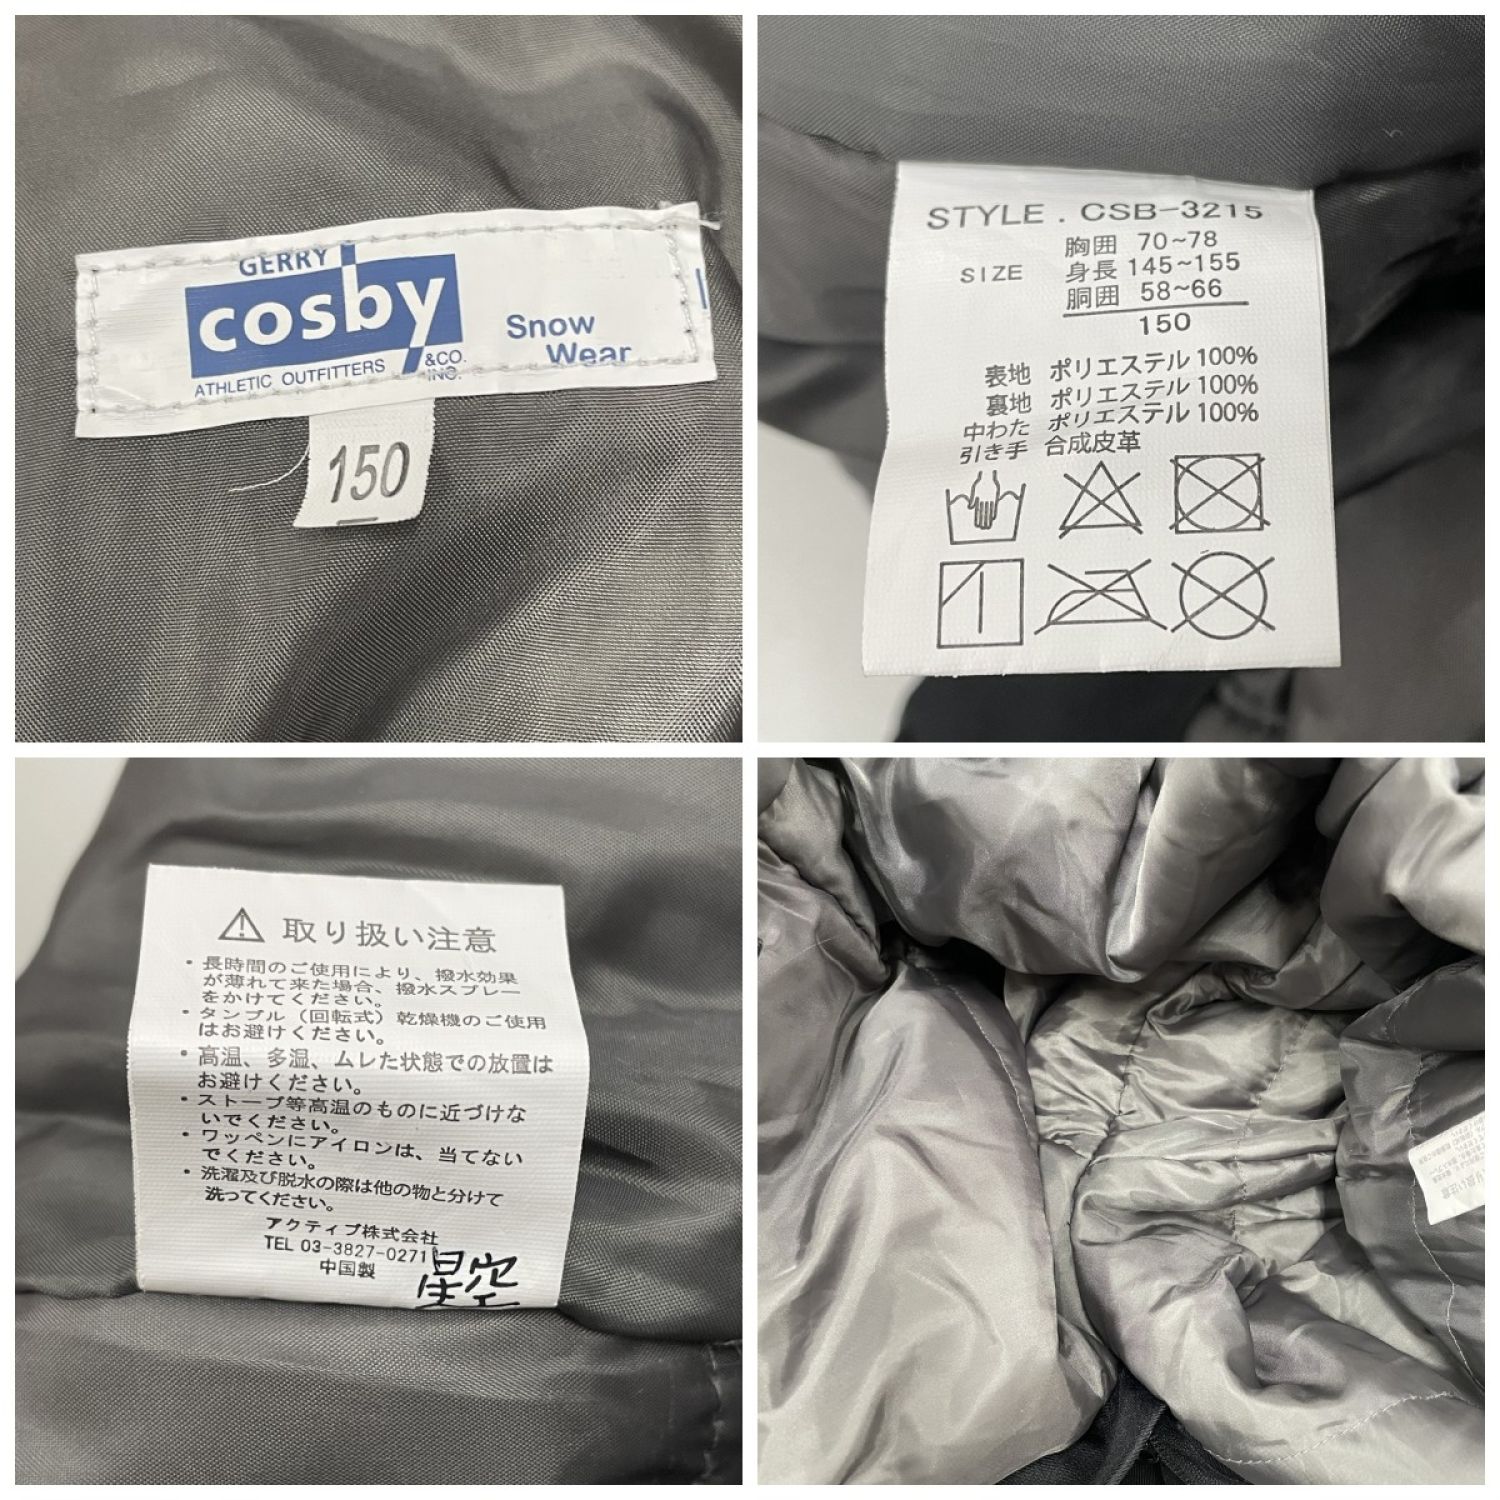 GERRY
cosby
ATHLETIC OUTFITTERS &CO. INC.
Snow
Wear
150
STYLE . CSB-3215
SIZE
胸囲 70~78
身長 145~155
胴囲 58~66
150
表地 ポリエステル 100%
裏地 ポリエステル 100%
中わた ポリエステル 100%
引き手 合成皮革
⚠ 取り扱い注意
・長時間のご使用により、撥水効果
が薄れて来た場合、撥水スプレー
をかけてください。
・タンブル（回転式）乾燥機のご使用
はお避けください。
・高温、多湿、ムレた状態での放置は
お避けください。
・ストーブ等高温のものに近づけな
いでください。
・ワッペンにアイロンは、当てない
でください。
・洗濯及び脱水の際は他の物と分けて
洗ってください。
アクティブ株式会社
TEL 03-3827-0271
中国製
星空